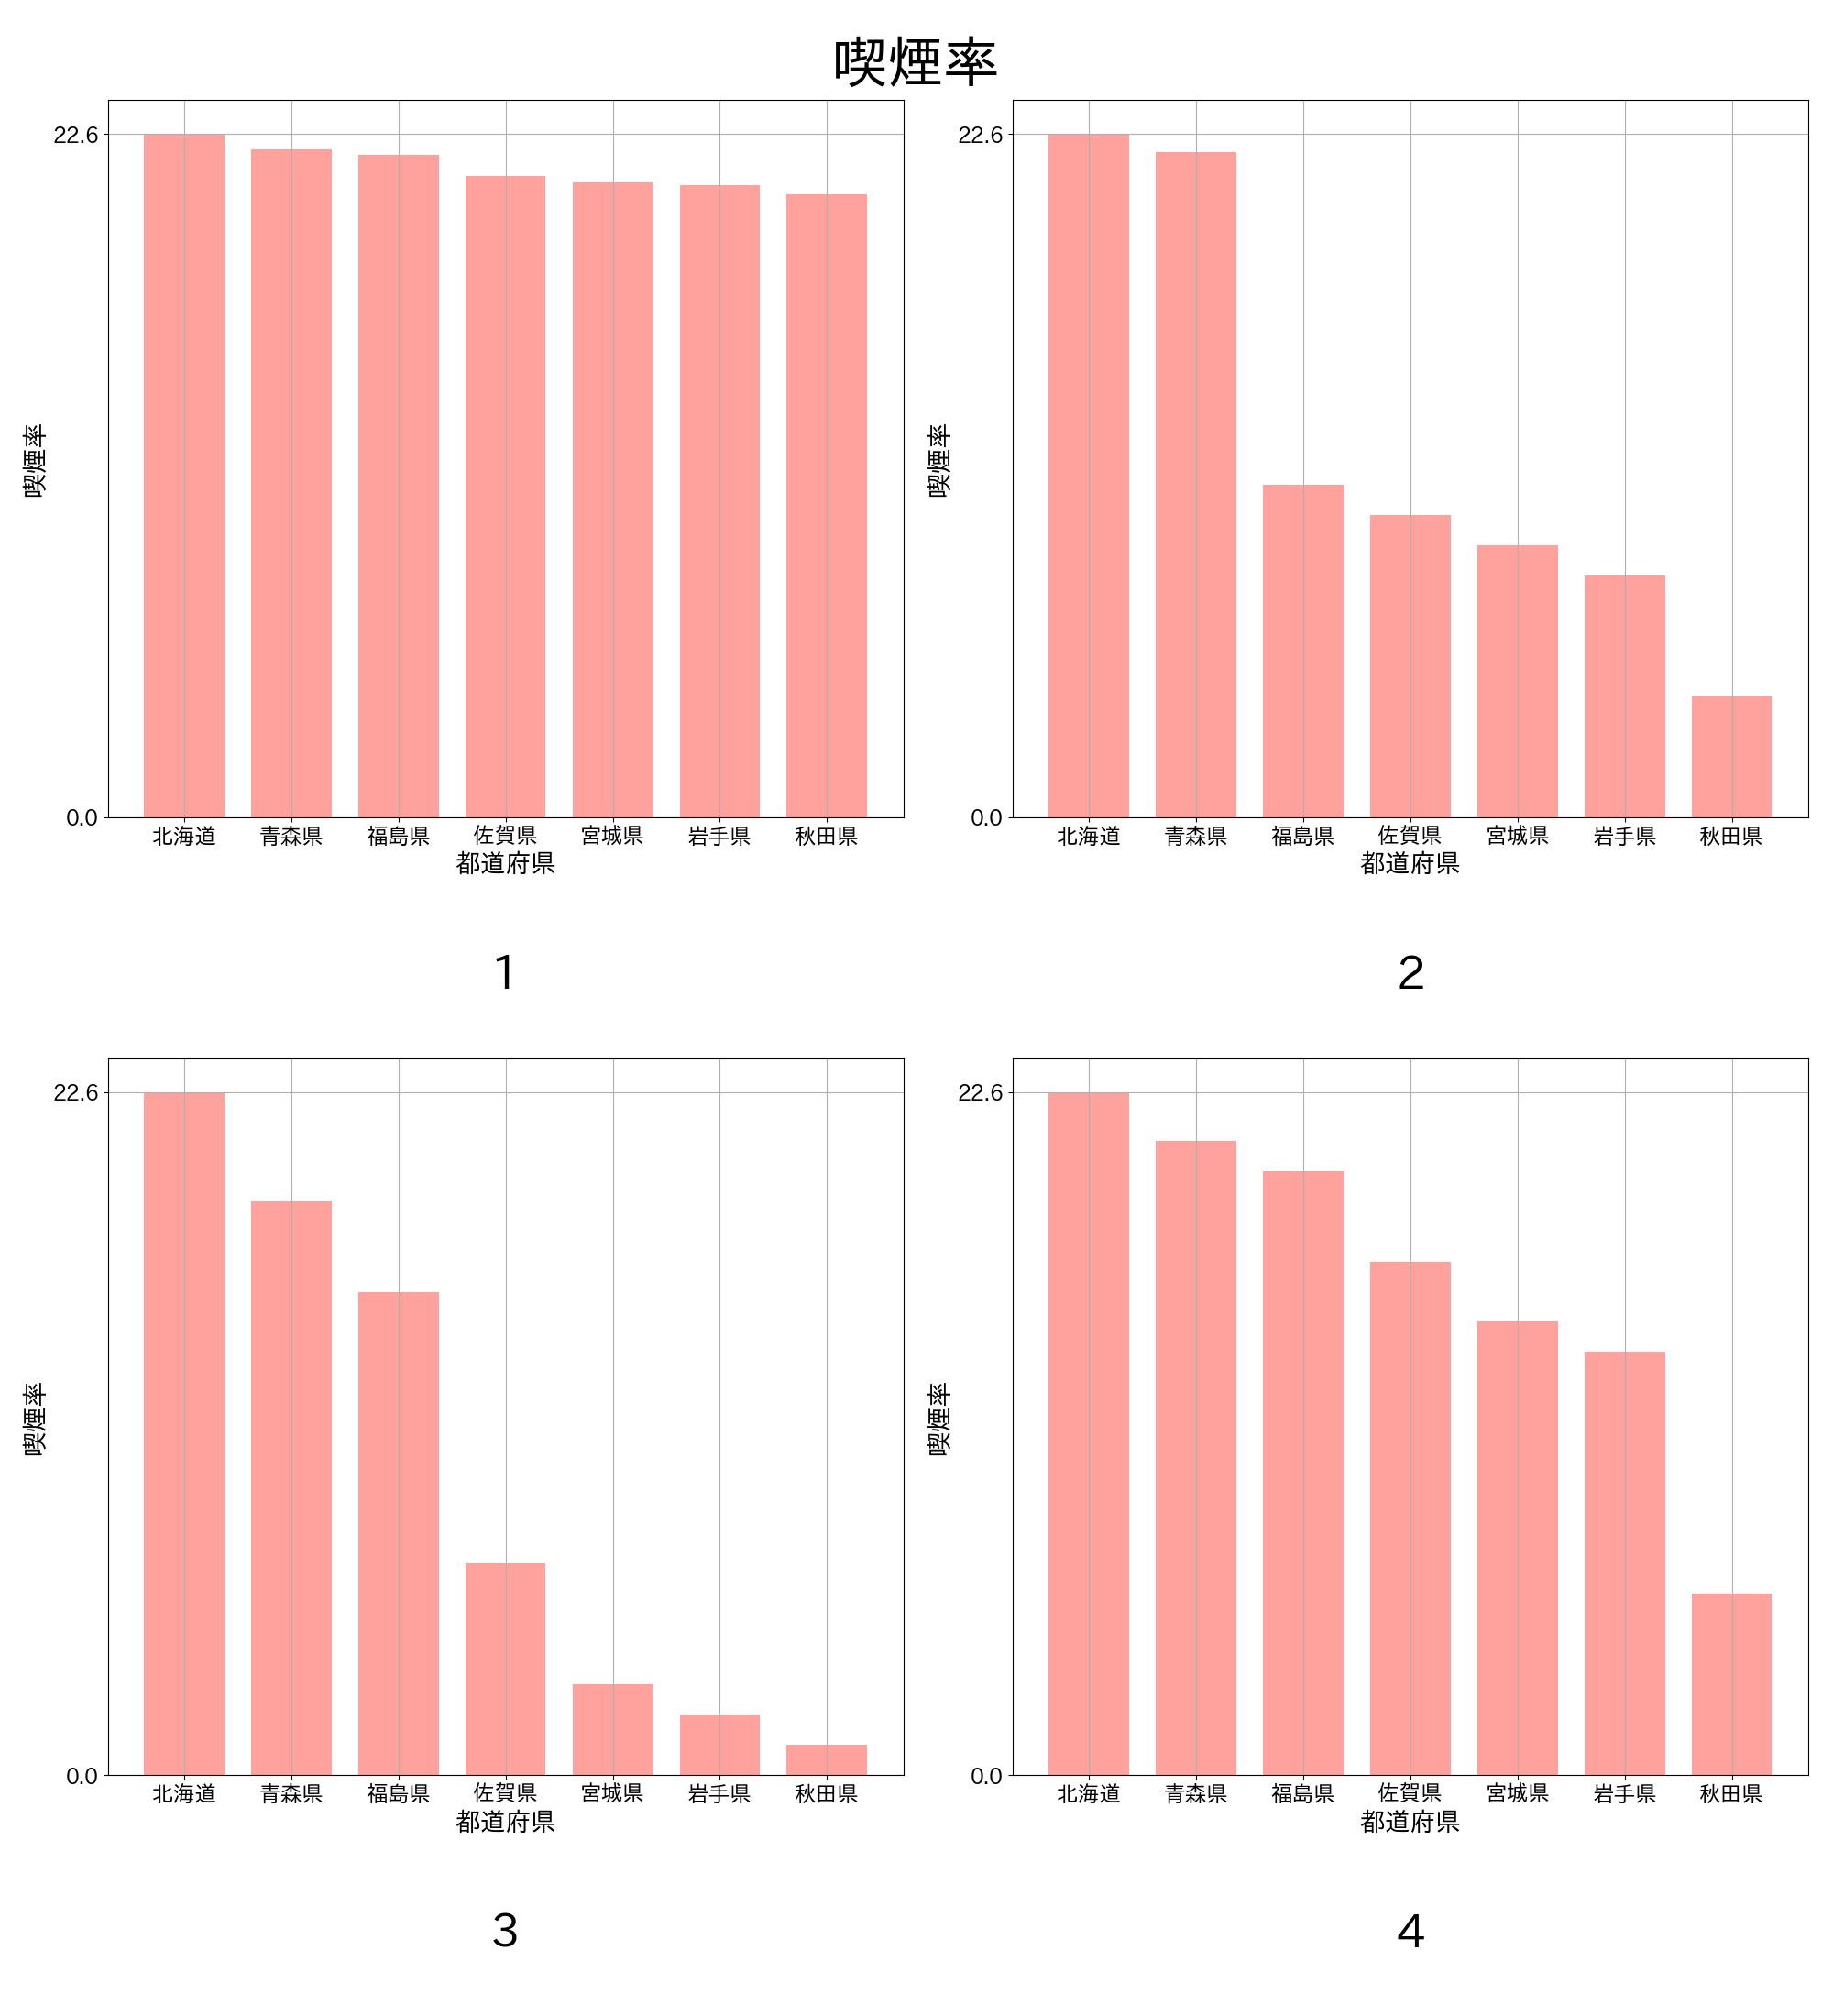 喫煙率
22.6
喫煙率
0.0
北海道 青森県 福島県 佐賀県 宮城県 岩手県 秋田県
都道府県
1
22.6
喫煙率
0.0
北海道 青森県 福島県 佐賀県 宮城県 岩手県 秋田県
都道府県
2
22.6
喫煙率
0.0
北海道 青森県 福島県 佐賀県 宮城県 岩手県 秋田県
都道府県
3
22.6
喫煙率
0.0
北海道 青森県 福島県 佐賀県 宮城県 岩手県 秋田県
都道府県
4